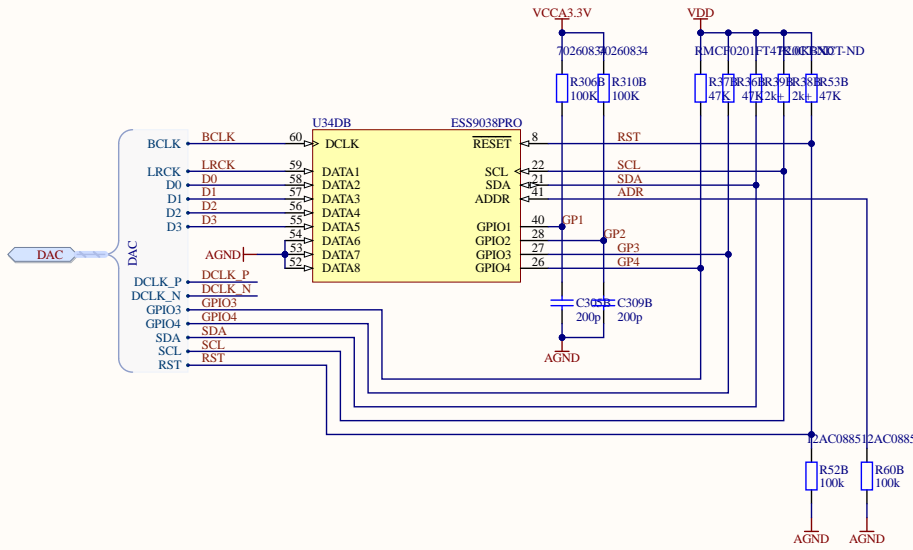 VCCA3.3V
VDD
70260834
70260834
RMCF0201FT47K
R306B
100K
R310B
100K
R37B
47K
R36B
47K
R39B
2k+
R38B
2k+
R53B
47K
U34DB
ESS9038PRO
BCLK
BCLK
60
DCLK
RESET
8
RST
LRCK
LRCK
59
DATA1
SCL
22
SCL
D0
D0
58
DATA2
SDA
21
SDA
D1
D1
57
DATA3
ADDR
41
ADR
D2
D2
56
DATA4
D3
D3
55
DATA5
GPIO1
40
GP1
54
DATA6
GPIO2
28
GP2
AGND
53
DATA7
GPIO3
27
GP3
52
DATA8
GPIO4
26
GP4
DAC
DAC
DCLK_P
DCLK_P
DCLK_N
DCLK_N
GPIO3
GPIO3
GPIO4
GPIO4
SDA
SDA
SCL
SCL
RST
RST
C305B
200p
C309B
200p
AGND
12AC0885
12AC0885
R52B
100k
R60B
100k
AGND
AGND